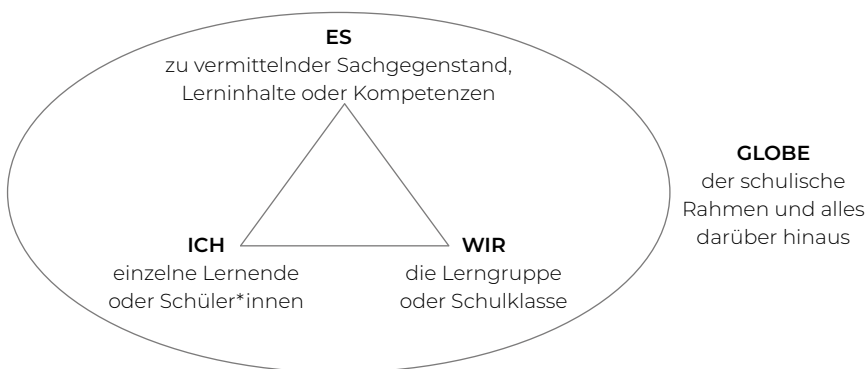 ES
zu vermittelnder Sachgegenstand,
Lerninhalte oder Kompetenzen
GLOBE
der schulische
Rahmen und alles
darüber hinaus
ICH
einzelne Lernende
oder Schüler*innen
WIR
die Lerngruppe
oder Schulklasse